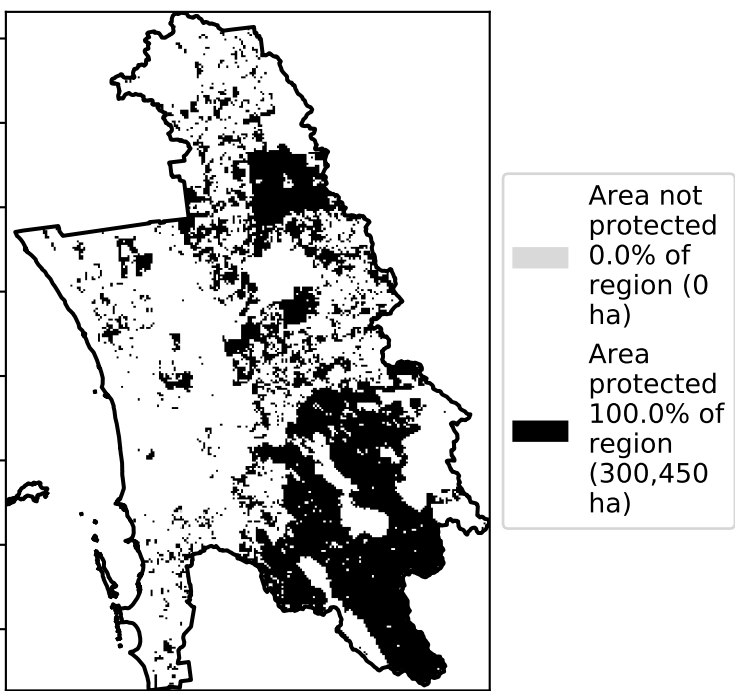 Area not
protected
0.0% of
region (0
ha)
Area
protected
100.0% of
region
(300,450
ha)